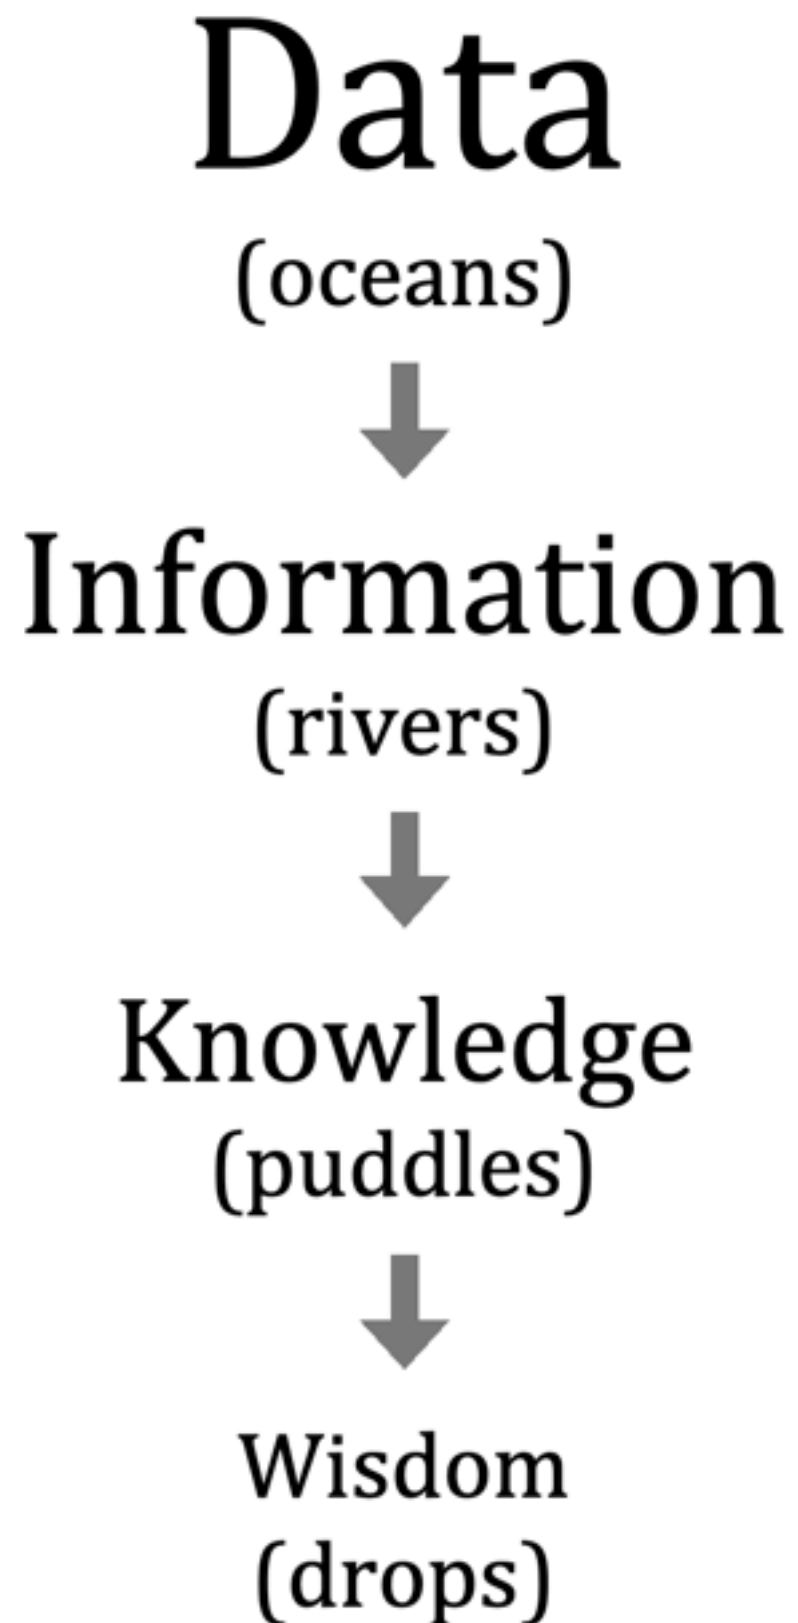 Data
(oceans)
Information
(rivers)
Knowledge
(puddles)
Wisdom
(drops)